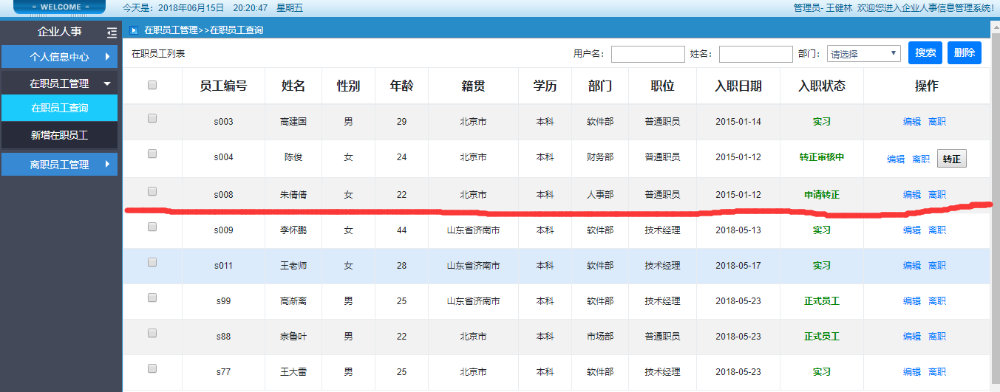 = WELCOME = 今天是：2018年06月15日 20:20:47 星期五 管理员- 王健林 欢迎您进入企业人事信息管理系统!
企业人事
个人信息中心
在职员工管理
在职员工查询
新增在职员工
离职员工管理
在职员工管理>>在职员工查询
在职员工列表 用户名： 姓名： 部门： 请选择 搜索 删除
员工编号 姓名 性别 年龄 籍贯 学历 部门 职位 入职日期 入职状态 操作
s003 高建国 男 29 北京市 本科 软件部 普通职员 2015-01-14 实习 编辑 离职
s004 陈俊 女 24 北京市 本科 财务部 普通职员 2015-01-12 转正审核中 编辑 离职 转正
s008 朱倩倩 女 22 北京市 本科 人事部 普通职员 2015-01-12 申请转正 编辑 离职
s009 李怀鹏 女 44 山东省济南市 本科 软件部 技术经理 2018-05-13 实习 编辑 离职
s011 王老师 女 28 山东省济南市 本科 软件部 技术经理 2018-05-17 实习 编辑 离职
s99 高渐离 男 25 山东省济南市 本科 软件部 技术经理 2018-05-23 正式员工 编辑 离职
s88 宗鲁叶 男 22 北京市 本科 市场部 普通职员 2018-05-23 正式员工 编辑 离职
s77 王大雷 男 25 北京市 本科 软件部 技术经理 2018-05-23 实习 编辑 离职